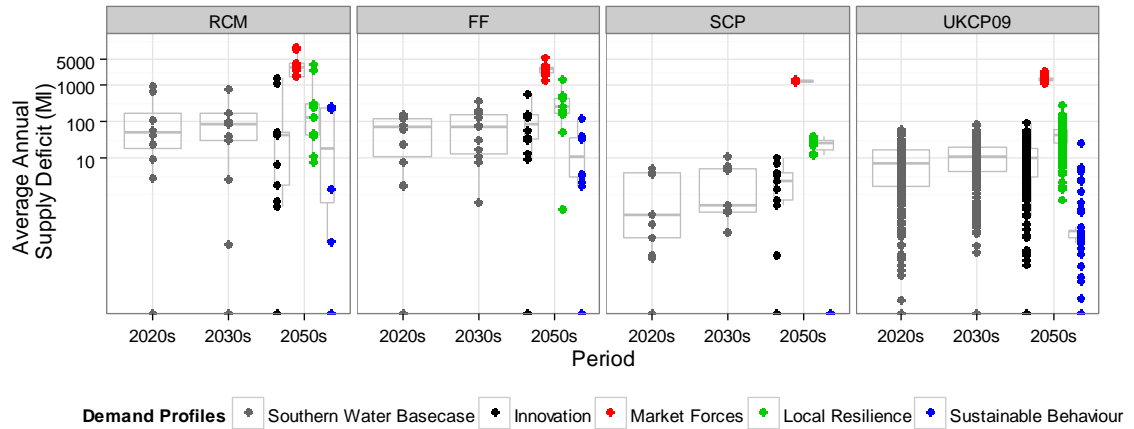 RCM FF SCP UKCP09
Average Annual
Supply Deficit (Ml)
5000
1000
100
10
2020s 2030s 2050s 2020s 2030s 2050s 2020s 2030s 2050s 2020s 2030s 2050s
Period
Demand Profiles Southern Water Basecase Innovation Market Forces Local Resilience Sustainable Behaviour